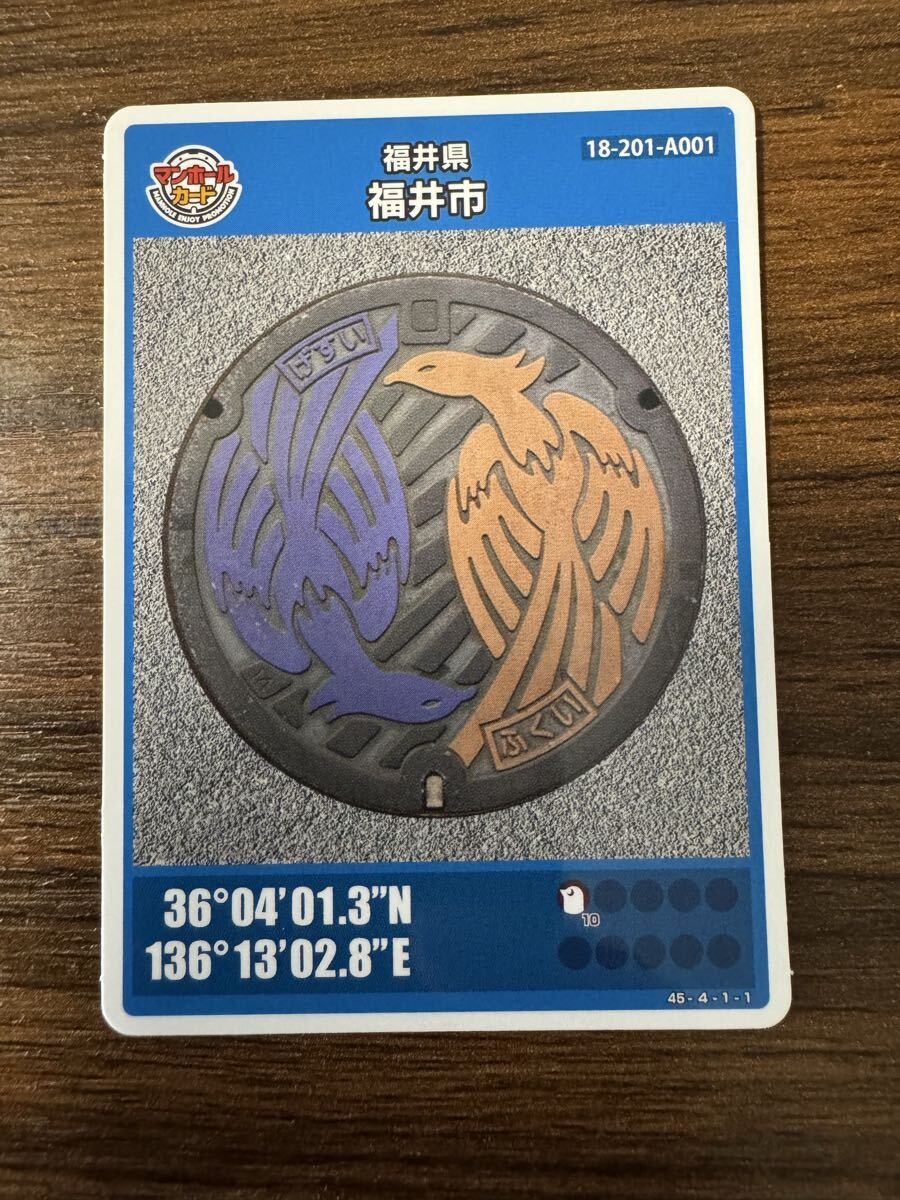 マンホール
カード
MANHOLE ENJOY PROMOTION
福井県
福井市
18-201-A001
げすい
ふくい
36°04'01.3"N
136°13'02.8"E
10
45-4-1-1